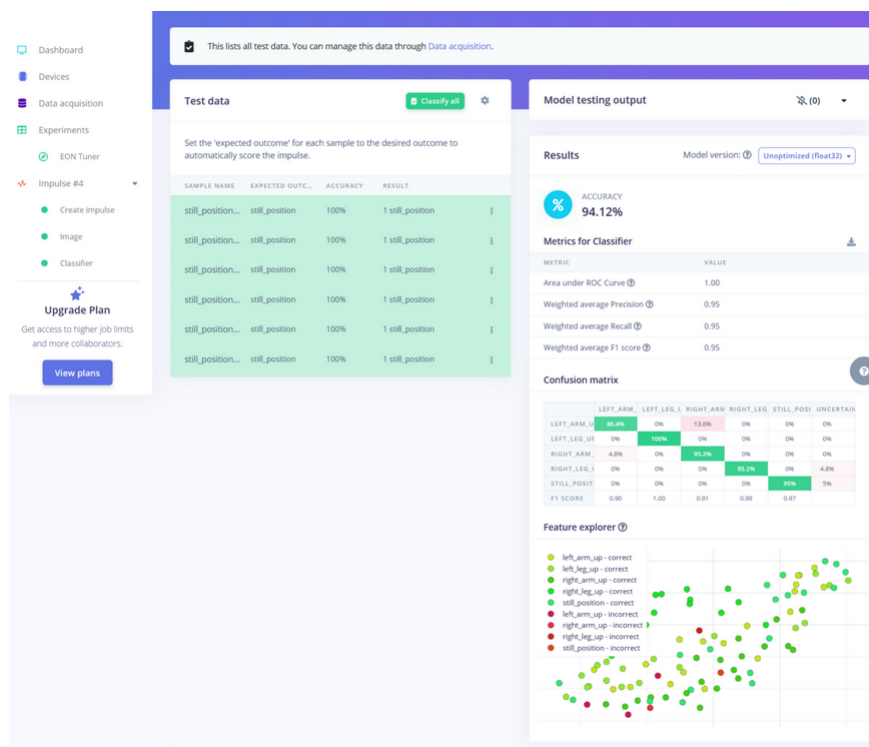 Dashboard
Devices
Data acquisition
Experiments
EON Tuner
Impulse #4
Create impulse
Image
Classifier
Upgrade Plan
Get access to higher job limits
and more collaborators.
View plans
This lists all test data. You can manage this data through Data acquisition.
Test data
Classify all
Set the 'expected outcome' for each sample to the desired outcome to
automatically score the impulse.
SAMPLE NAME EXPECTED OUTC... ACCURACY RESULT
still_position... still_position 100% 1 still_position
still_position... still_position 100% 1 still_position
still_position... still_position 100% 1 still_position
still_position... still_position 100% 1 still_position
still_position... still_position 100% 1 still_position
still_position... still_position 100% 1 still_position
Model testing output
(0)
Results
Model version: Unoptimized (float32)
%
ACCURACY
94.12%
Metrics for Classifier
METRIC VALUE
Area under ROC Curve 1.00
Weighted average Precision 0.95
Weighted average Recall 0.95
Weighted average F1 score 0.95
Confusion matrix
LEFT_ARM_ LEFT_LEG_U RIGHT_ARM RIGHT_LEG STILL_POSI UNCERTAIN
LEFT_ARM_U 86.4% 0% 13.6% 0% 0% 0%
LEFT_LEG_UP 0% 100% 0% 0% 0% 0%
RIGHT_ARM_ 4.8% 0% 95.2% 0% 0% 0%
RIGHT_LEG_U 0% 0% 0% 95.2% 0% 4.8%
STILL_POSIT 0% 0% 0% 0% 95% 5%
F1 SCORE 0.90 1.00 0.91 0.98 0.97
Feature explorer
left_arm_up - correct
left_leg_up - correct
right_arm_up - correct
right_leg_up - correct
still_position - correct
left_arm_up - incorrect
right_arm_up - incorrect
right_leg_up - incorrect
still_position - incorrect